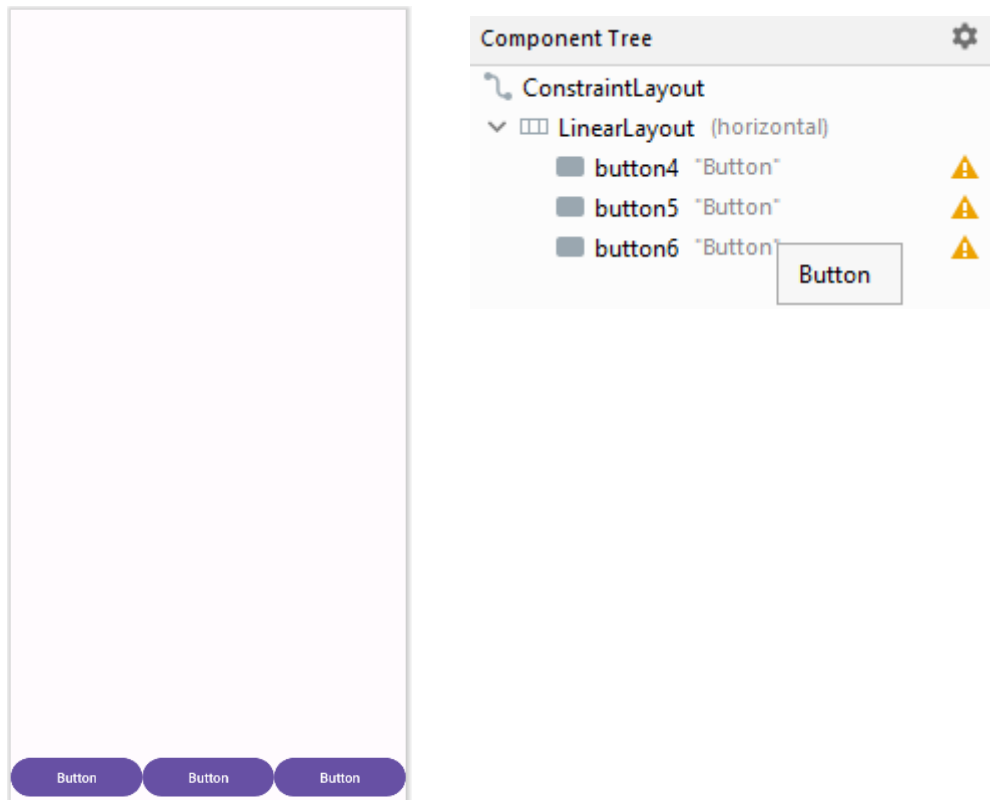 Component Tree
ConstraintLayout
LinearLayout (horizontal)
button4 "Button"
button5 "Button"
button6 "Button"
Button
Button Button Button